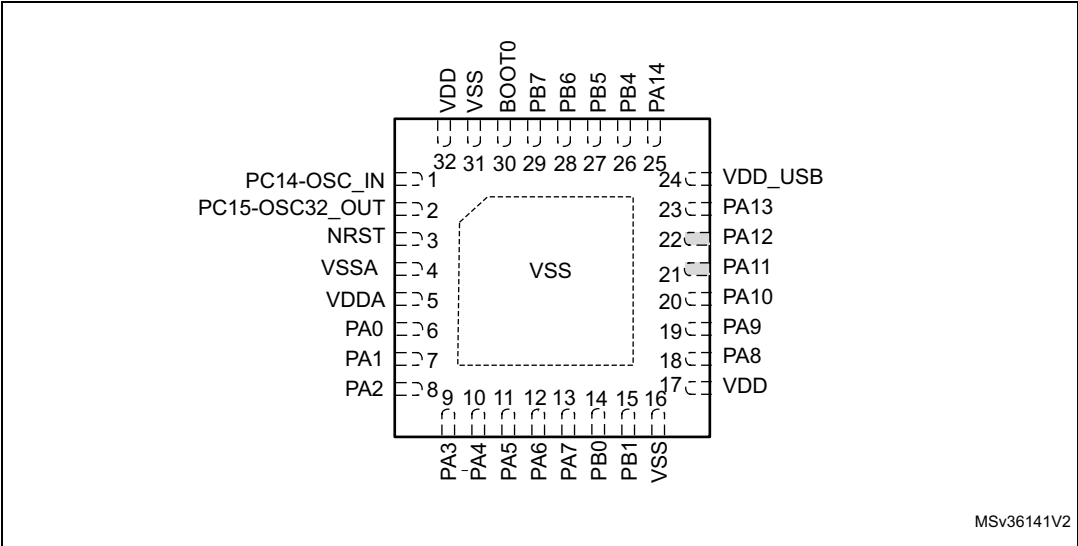 VDD
VSS
BOOT0
PB7
PB6
PB5
PB4
PA14
32 31 30 29 28 27 26 25
PC14-OSC_IN 1
PC15-OSC32_OUT 2
NRST 3
VSSA 4
VDDA 5
PA0 6
PA1 7
PA2 8
VSS
24 VDD_USB
23 PA13
22 PA12
21 PA11
20 PA10
19 PA9
18 PA8
17 VDD
9 10 11 12 13 14 15 16
PA3
PA4
PA5
PA6
PA7
PB0
PB1
VSS
MSv36141V2